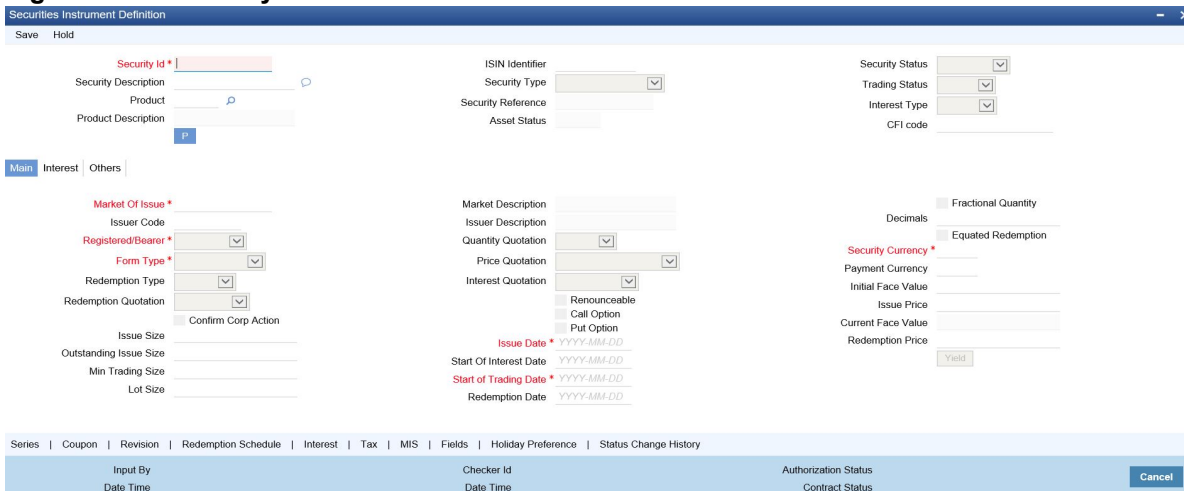 Securities Instrument Definition
Save Hold
Security Id *
Security Description
Product
Product Description
P
ISIN Identifier
Security Type
Security Reference
Asset Status
Security Status
Trading Status
Interest Type
CFI code
Main Interest Others
Market Of Issue *
Issuer Code
Registered/Bearer *
Form Type *
Redemption Type
Redemption Quotation
Confirm Corp Action
Issue Size
Outstanding Issue Size
Min Trading Size
Lot Size
Market Description
Issuer Description
Quantity Quotation
Price Quotation
Interest Quotation
Renounceable
Call Option
Put Option
Issue Date * YYYY-MM-DD
Start Of Interest Date YYYY-MM-DD
Start of Trading Date * YYYY-MM-DD
Redemption Date YYYY-MM-DD
Fractional Quantity
Decimals
Equated Redemption
Security Currency *
Payment Currency
Initial Face Value
Issue Price
Current Face Value
Redemption Price
Yield
Series | Coupon | Revision | Redemption Schedule | Interest | Tax | MIS | Fields | Holiday Preference | Status Change History
Input By
Date Time
Checker Id
Date Time
Authorization Status
Contract Status
Cancel